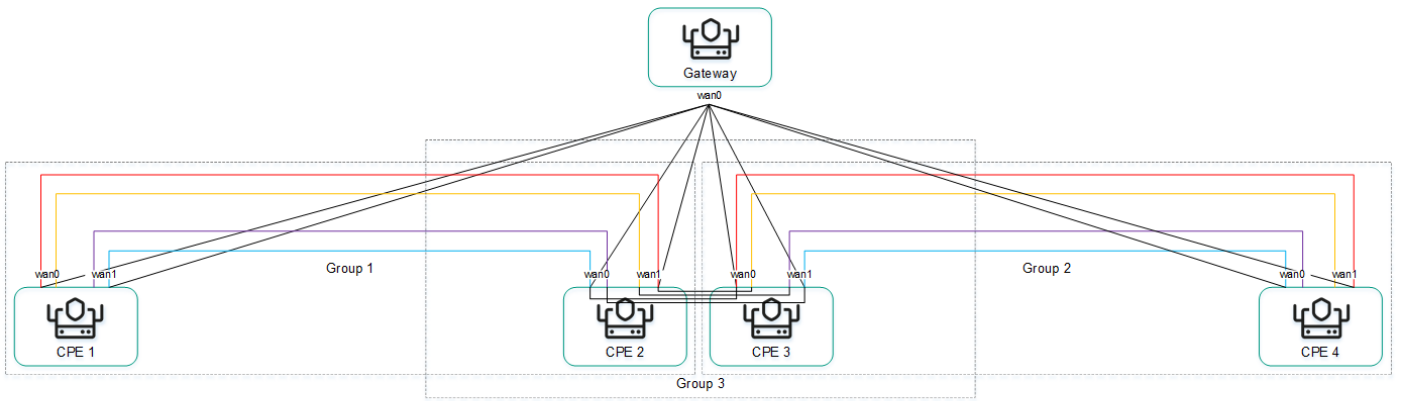 Gateway
wan0
Group 1
Group 2
wan0
wan1
wan0
wan1
wan0
wan1
wan0
wan1
CPE 1
CPE 2
CPE 3
CPE 4
Group 3